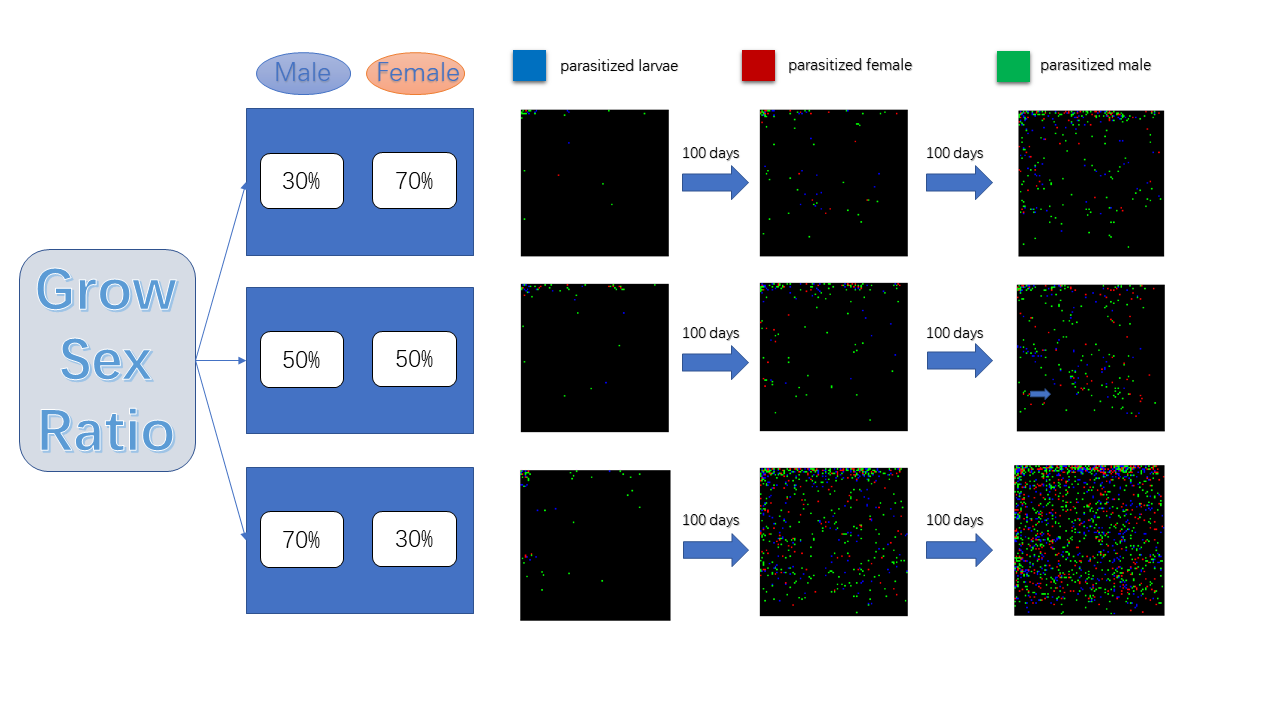 Male
Female
parasitized larvae
parasitized female
parasitized male
Grow
Sex
Ratio
30%
70%
100 days
100 days
50%
50%
100 days
100 days
70%
30%
100 days
100 days